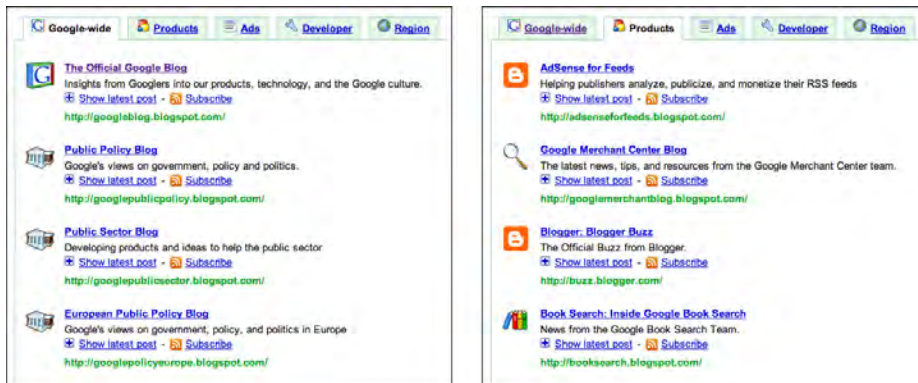 Google-wide Products Ads Developer Region
The Official Google Blog
Insights from Googlers into our products, technology, and the Google culture.
Show latest post - Subscribe
http://googleblog.blogspot.com/
Public Policy Blog
Google's views on government, policy and politics.
Show latest post - Subscribe
http://googlepublicpolicy.blogspot.com/
Public Sector Blog
Developing products and ideas to help the public sector
Show latest post - Subscribe
http://googlepublicsector.blogspot.com/
European Public Policy Blog
Google's views on government, policy, and politics in Europe
Show latest post - Subscribe
http://googlepolicyeurope.blogspot.com/
Google-wide Products Ads Developer Region
AdSense for Feeds
Helping publishers analyze, publicize, and monetize their RSS feeds
Show latest post - Subscribe
http://adsenseforfeeds.blogspot.com/
Google Merchant Center Blog
The latest news, tips, and resources from the Google Merchant Center team.
Show latest post - Subscribe
http://googlemerchantblog.blogspot.com/
Blogger: Blogger Buzz
The Official Buzz from Blogger.
Show latest post - Subscribe
http://buzz.blogger.com/
Book Search: Inside Google Book Search
News from the Google Book Search Team.
Show latest post - Subscribe
http://booksearch.blogspot.com/